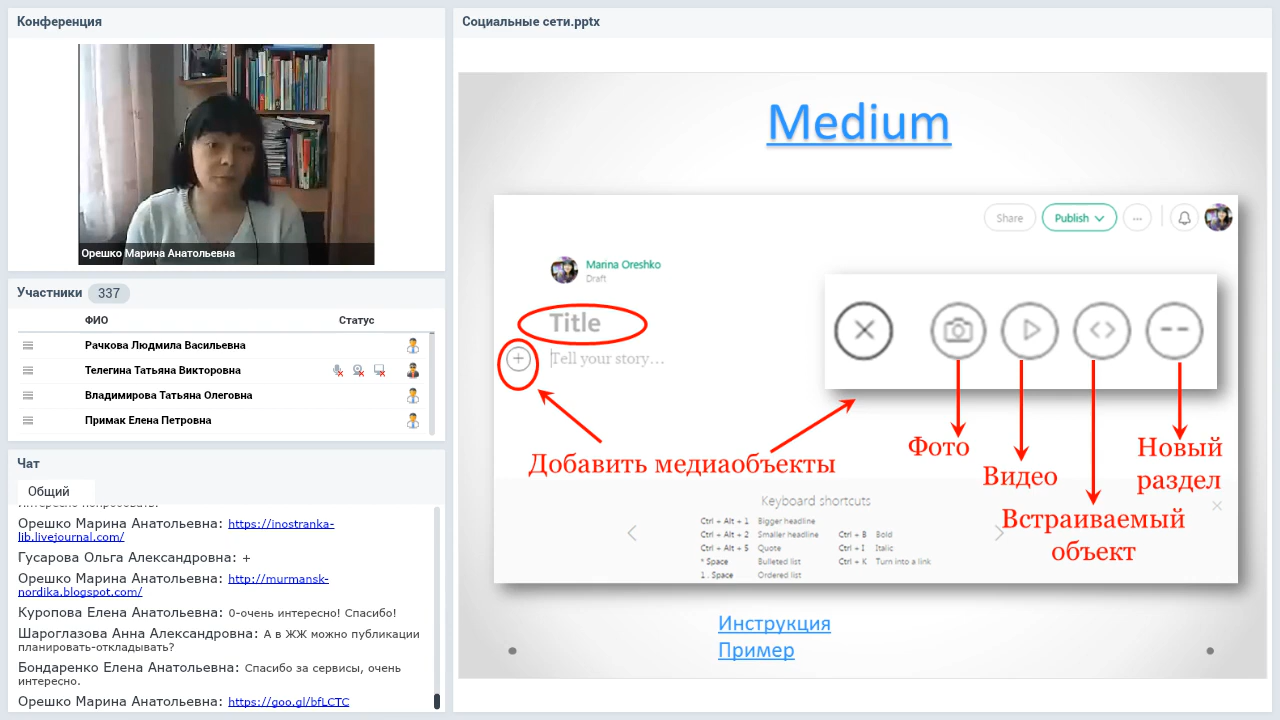 Конференция
Орешко Марина Анатольевна
Участники 337
ФИО Статус
Рачкова Людмила Васильевна
Телегина Татьяна Викторовна
Владимирова Татьяна Олеговна
Примак Елена Петровна
Чат
Общий
Орешко Марина Анатольевна: https://inostranka-
lib.livejournal.com/
Гусарова Ольга Александровна: +
Орешко Марина Анатольевна: http://murmansk-
nordika.blogspot.com/
Куропова Елена Анатольевна: 0-очень интересно! Спасибо!
Шароглазова Анна Александровна: А в ЖЖ можно публикации
планировать-откладывать?
Бондаренко Елена Анатольевна: Спасибо за сервисы, очень
интересно.
Орешко Марина Анатольевна: https://goo.gl/bfLCTC
Социальные сети.pptx
Medium
Share Publish
Marina Oreshko
Draft
Title
Tell your story...
Добавить медиаобъекты
Фото
Видео
Встраиваемый
объект
Новый
раздел
Keyboard shortcuts
Ctrl + Alt + 1 Bigger headline
Ctrl + Alt + 2 Smaller headline Ctrl + B Bold
Ctrl + Alt + 5 Quote Ctrl + I Italic
* Space Bulleted list Ctrl + K Turn into a link
1 . Space Ordered list
Инструкция
Пример